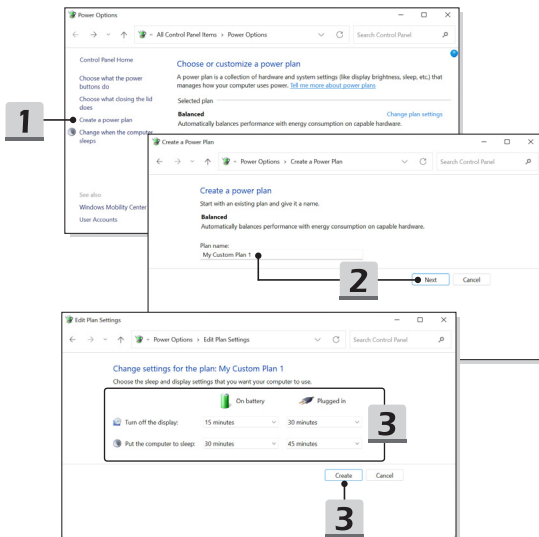 Power Options
All Control Panel Items > Power Options
Search Control Panel
Control Panel Home
Choose what the power
buttons do
Choose what closing the lid
does
Create a power plan
Change when the computer
sleeps
See also
Windows Mobility Center
User Accounts
Choose or customize a power plan
A power plan is a collection of hardware and system settings (like display brightness, sleep, etc.) that
manages how your computer uses power. Tell me more about power plans
Selected plan
Balanced
Change plan settings
Automatically balances performance with energy consumption on capable hardware.
1
Create a Power Plan
Power Options > Create a Power Plan
Search Control Panel
Create a power plan
Start with an existing plan and give it a name.
Balanced
Automatically balances performance with energy consumption on capable hardware.
Plan name:
My Custom Plan 1
2
Next Cancel
Edit Plan Settings
Power Options > Edit Plan Settings
Search Control Panel
Change settings for the plan: My Custom Plan 1
Choose the sleep and display settings that you want your computer to use.
On battery Plugged in
Turn off the display: 15 minutes 30 minutes
Put the computer to sleep: 30 minutes 45 minutes
3
Create Cancel
3